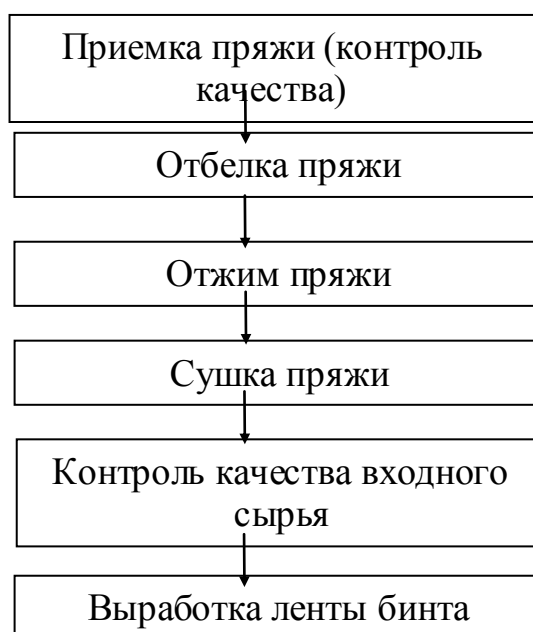 Приемка пряжи (контроль
качества)
Отбелка пряжи
Отжим пряжи
Сушка пряжи
Контроль качества входного
сырья
Выработка ленты бинта